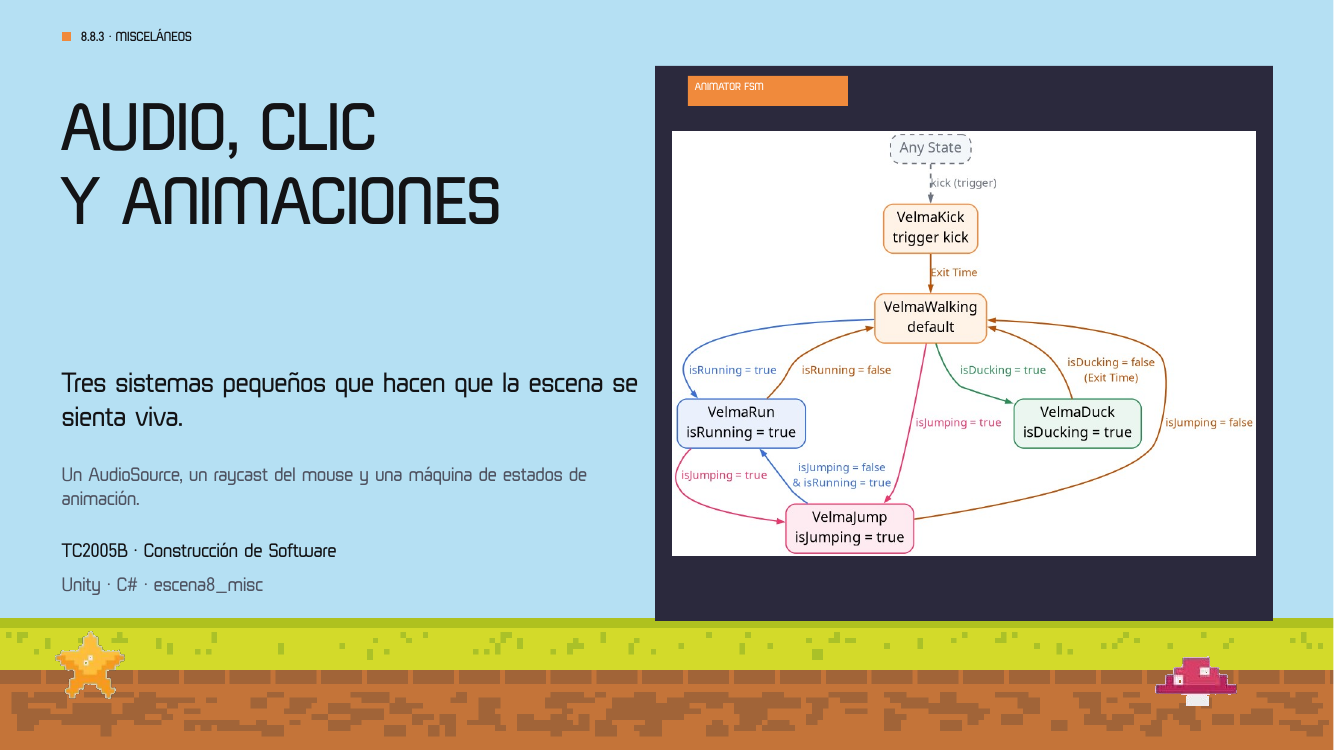 8.8.3 · MISCELÁNEOS
AUDIO, CLIC
Y ANIMACIONES
Tres sistemas pequeños que hacen que la escena se
sienta viva.
Un AudioSource, un raycast del mouse y una máquina de estados de
animación.
TC2005B · Construcción de Software
Unity · C# · escena8_misc
ANIMATOR FSM
Any State
kick (trigger)
VelmaKick
trigger kick
Exit Time
VelmaWalking
default
isRunning = true
isRunning = false
isDucking = true
isDucking = false
(Exit Time)
VelmaRun
isRunning = true
VelmaDuck
isDucking = true
isJumping = true
isJumping = false
isJumping = true
isJumping = false
& isRunning = true
VelmaJump
isJumping = true